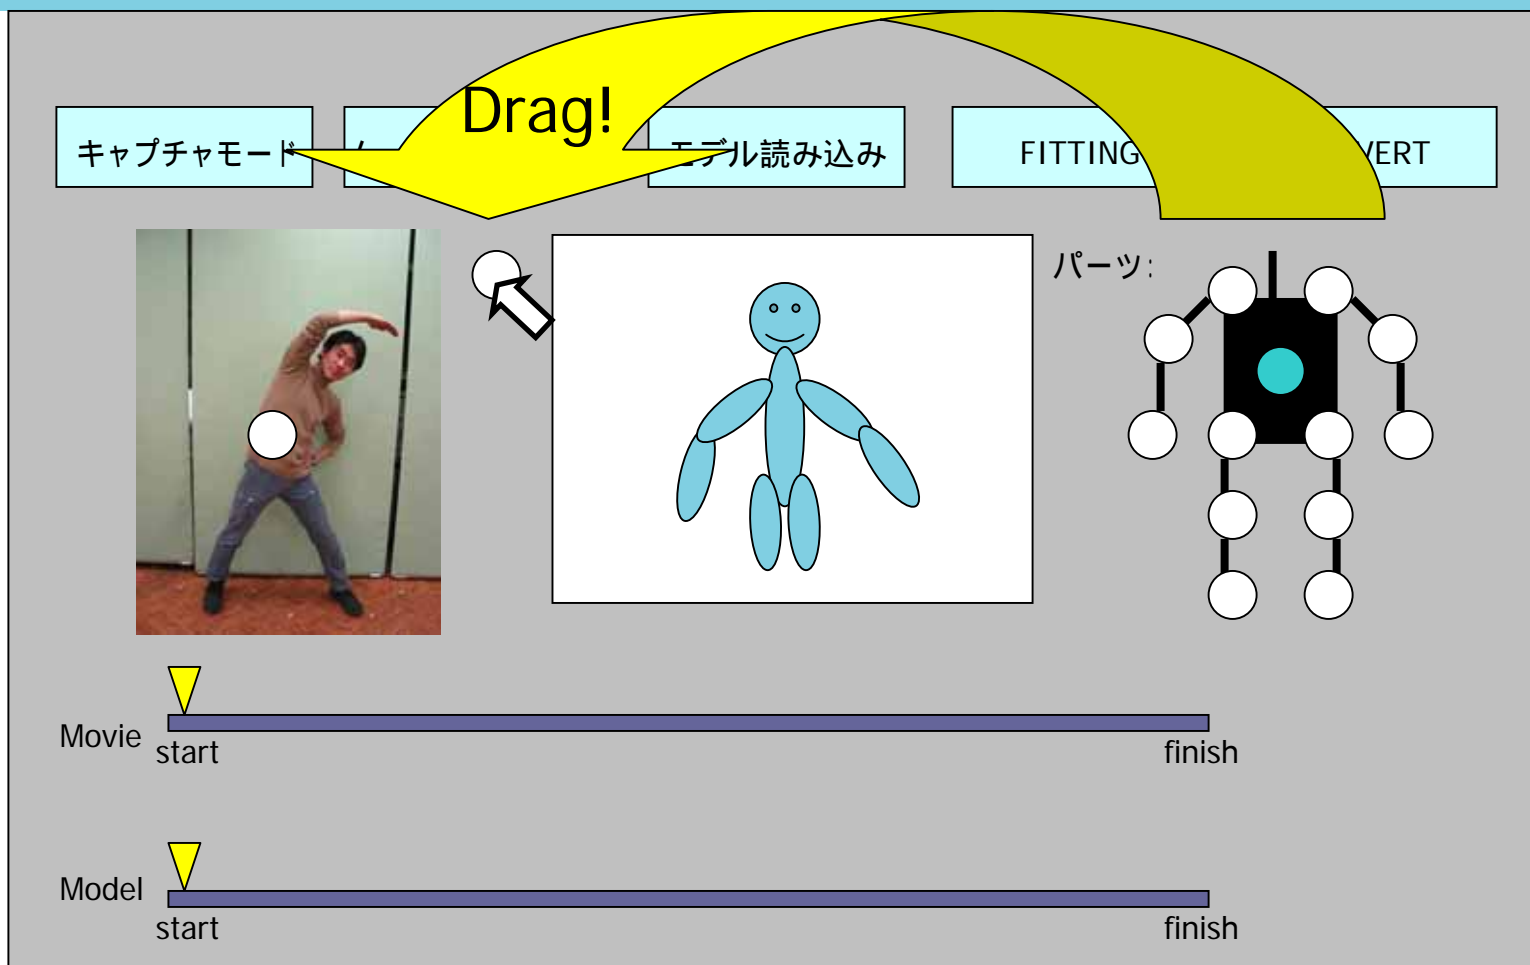 Drag!
キャプチャモード
モデル読み込み
FITTING
VERT
パーツ:
Movie
start
finish
Model
start
finish